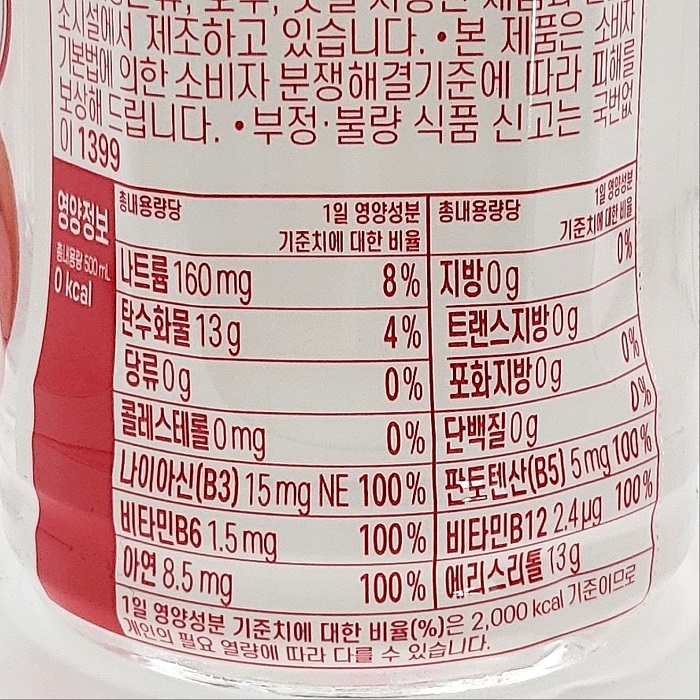 소시설에서 제조하고 있습니다. • 본 제품은 소비자
기본법에 의한 소비자 분쟁해결기준에 따라 피해를
보상해 드립니다. • 부정·불량 식품 신고는 국번없
이 1399
영양정보
총내용량 500 mL
0 kcal
총내용량당 1일 영양성분 기준치에 대한 비율
총내용량당 1일 영양성분 기준치에 대한 비율
나트륨 160 mg 8% 지방 0 g 0%
탄수화물 13 g 4% 트랜스지방 0 g
당류 0 g 0% 포화지방 0 g 0%
콜레스테롤 0 mg 0% 단백질 0 g 0%
나이아신(B3) 15 mg NE 100% 판토텐산(B5) 5 mg 100%
비타민B6 1.5 mg 100% 비타민B12 2.4 μg 100%
아연 8.5 mg 100% 에리스리톨 13 g
1일 영양성분 기준치에 대한 비율(%)은 2,000 kcal 기준이므로
개인의 필요 열량에 따라 다를 수 있습니다.